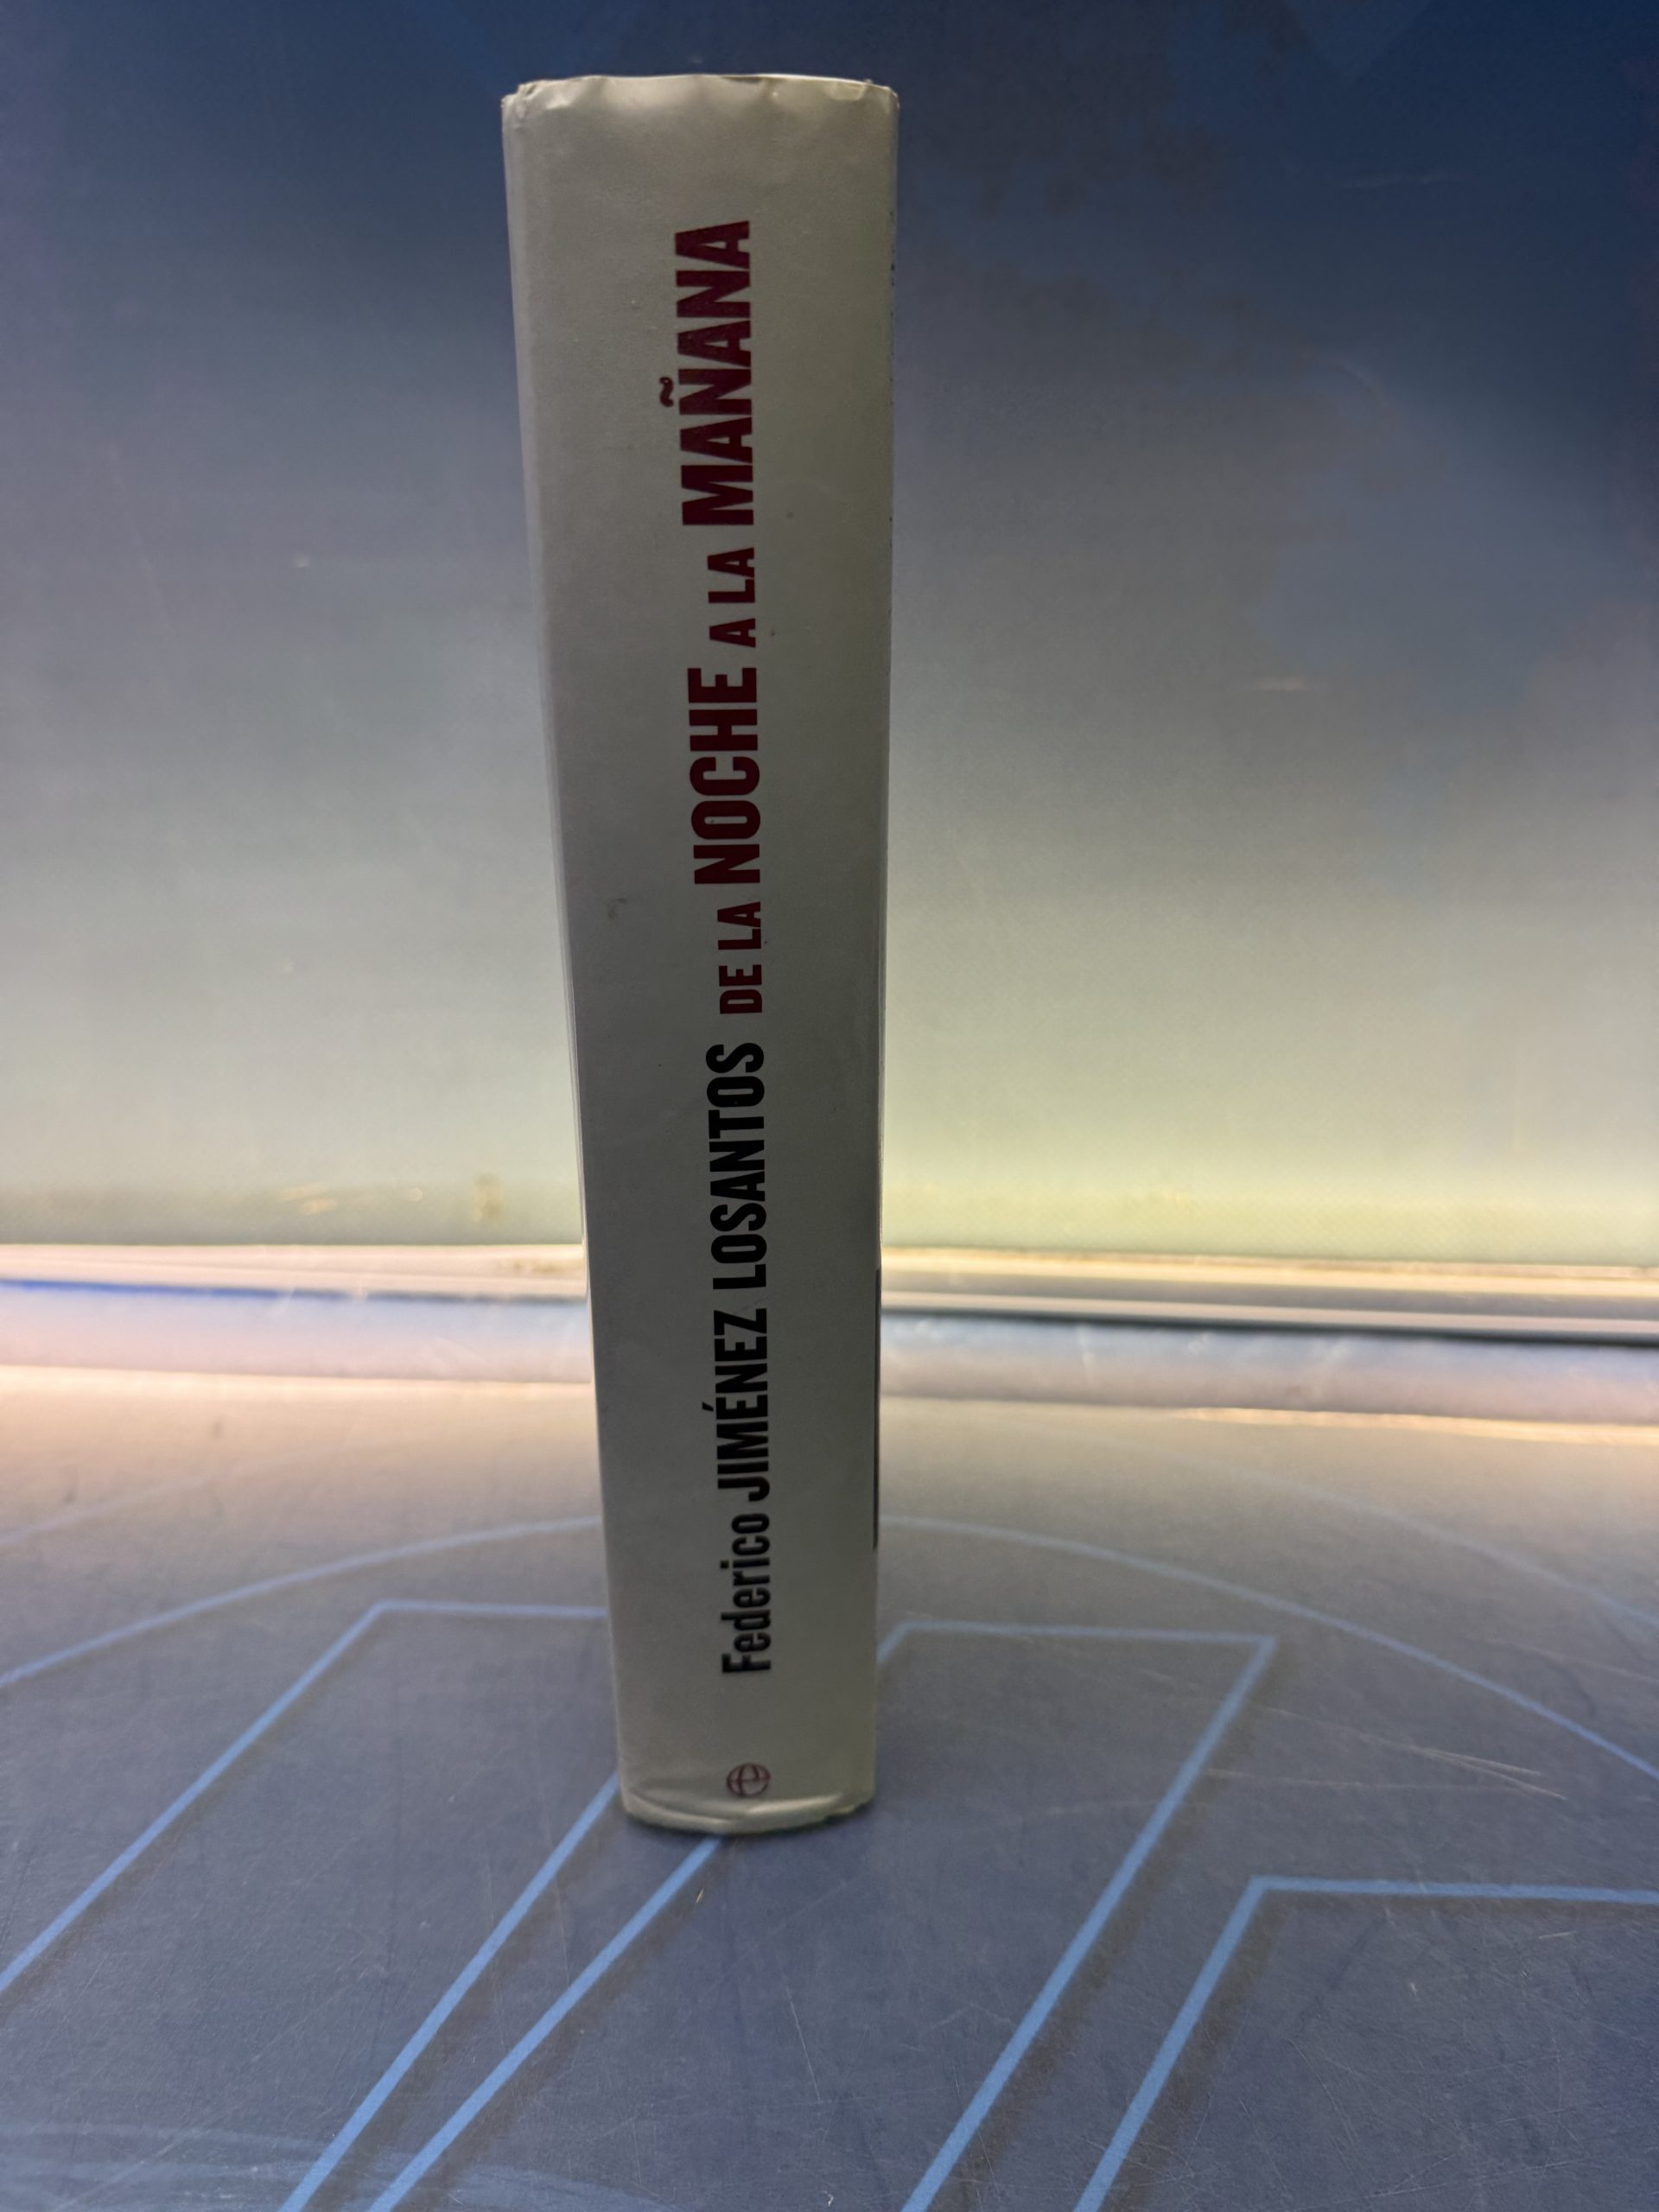 Federico JIMÉNEZ LOSANTOS DE LA NOCHE A LA MAÑANA